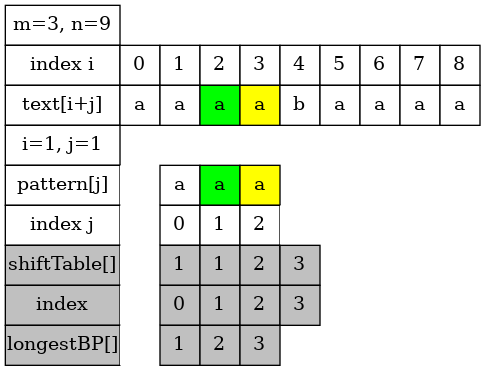 m=3, n=9
index i 0 1 2 3 4 5 6 7 8
text[i+j] a a a a b a a a a
i=1, j=1
pattern[j] a a a
index j 0 1 2
shiftTable[] 1 1 2 3
index 0 1 2 3
longestBP[] 1 2 3